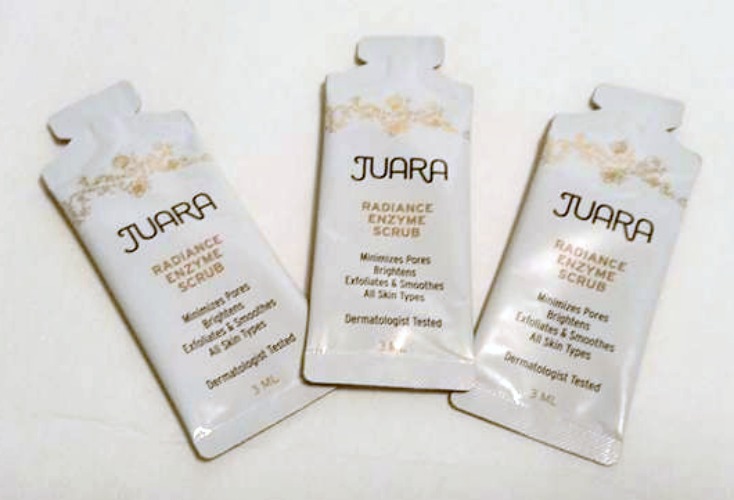 JUARA
RADIANCE
ENZYME
SCRUB
Minimizes Pores
Brightens
Exfoliates & Smoothes
All Skin Types
Dermatologist Tested
3 ML
JUARA
RADIANCE
ENZYME
SCRUB
Minimizes Pores
Brightens
Exfoliates & Smoothes
All Skin Types
Dermatologist Tested
3 ML
JUARA
RADIANCE
ENZYME
SCRUB
Minimizes Pores
Brightens
Exfoliates & Smoothes
All Skin Types
Dermatologist Tested
3 ML